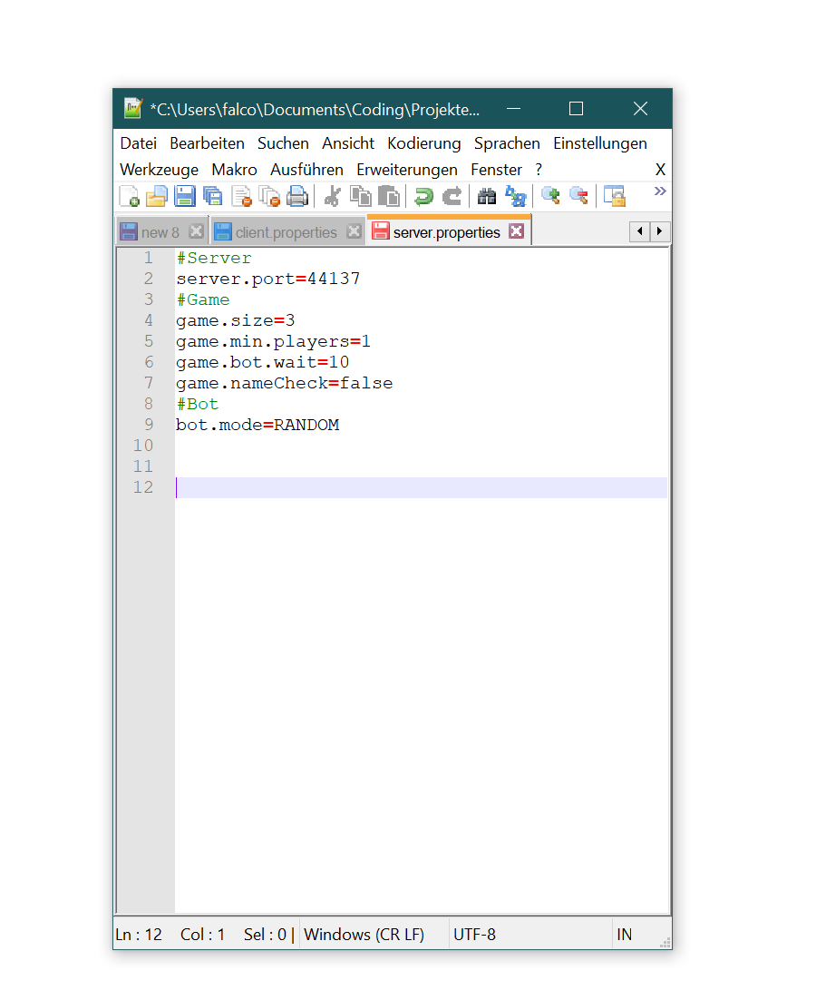 *C:\Users\falco\Documents\Coding\Projekte...
Datei Bearbeiten Suchen Ansicht Kodierung Sprachen Einstellungen
Werkzeuge Makro Ausführen Erweiterungen Fenster ? X
new 8 client.properties server.properties
1 #Server
2 server.port=44137
3 #Game
4 game.size=3
5 game.min.players=1
6 game.bot.wait=10
7 game.nameCheck=false
8 #Bot
9 bot.mode=RANDOM
10
11
12
Ln : 12 Col : 1 Sel : 0 | Windows (CR LF) UTF-8 IN